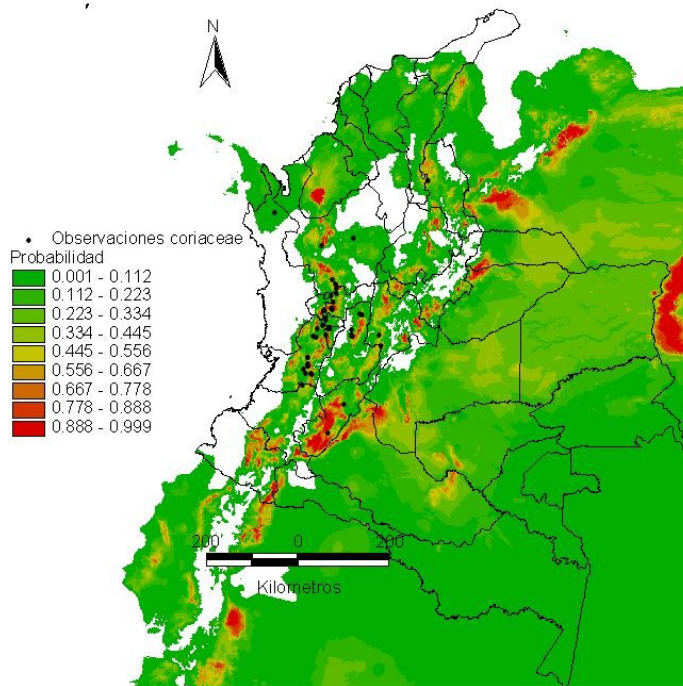 N
Observaciones coriaceae
Probabilidad
0.001 - 0.112
0.112 - 0.223
0.223 - 0.334
0.334 - 0.445
0.445 - 0.556
0.556 - 0.667
0.667 - 0.778
0.778 - 0.888
0.888 - 0.999
200 0 200
Kilometros